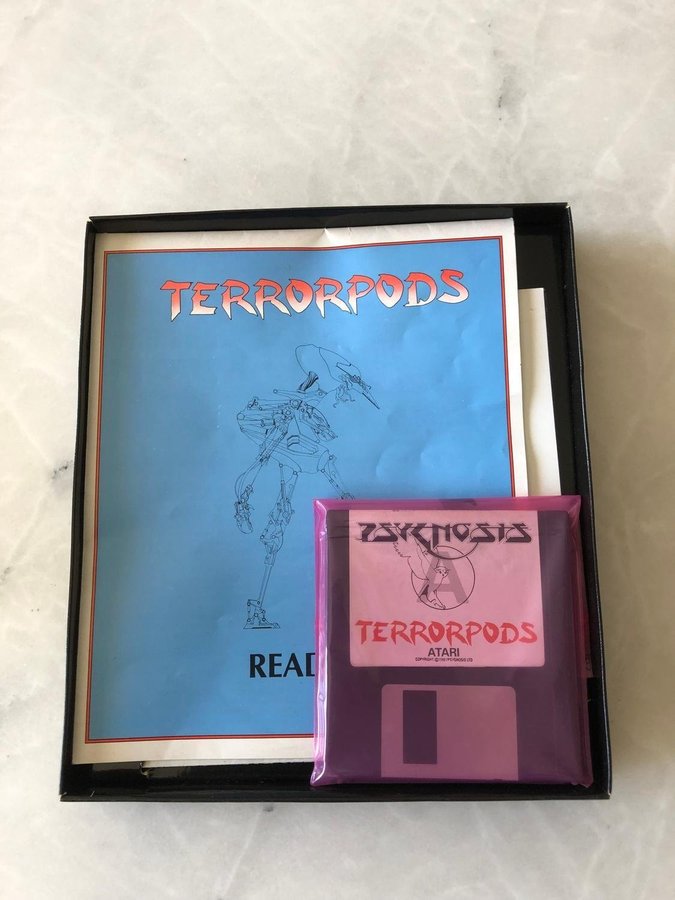 TERRORPODS
READ
PSYGNOSIS
A
TERRORPODS
ATARI